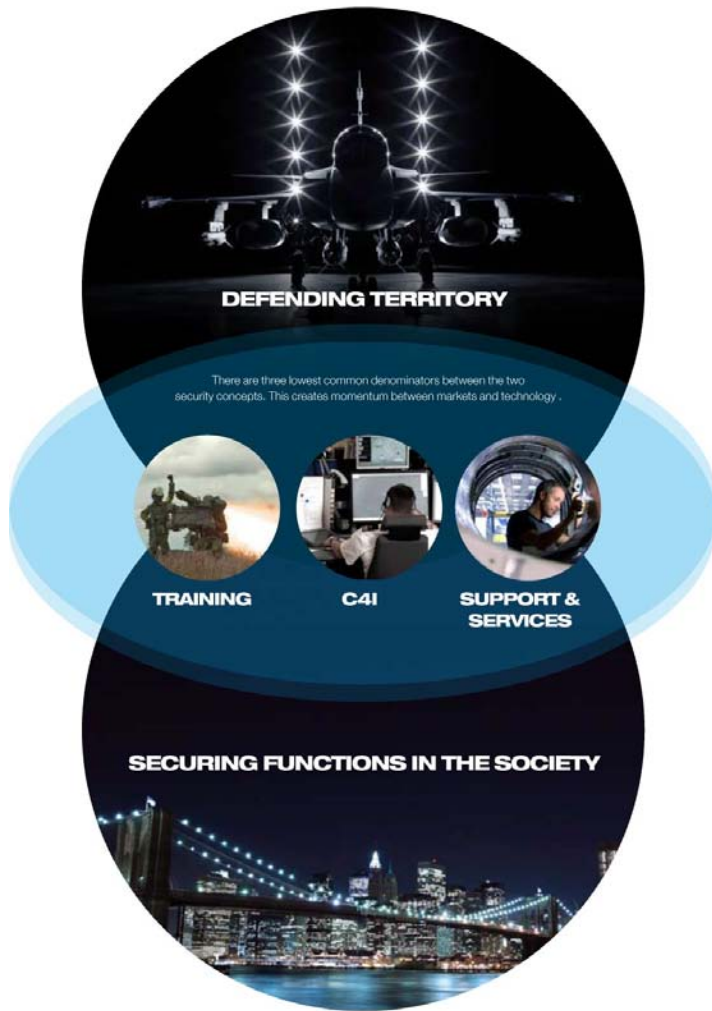 DEFENDING TERRITORY
There are three lowest common denominators between the two
security concepts. This creates momentum between markets and technology .
TRAINING
C4I
SUPPORT &
SERVICES
SECURING FUNCTIONS IN THE SOCIETY